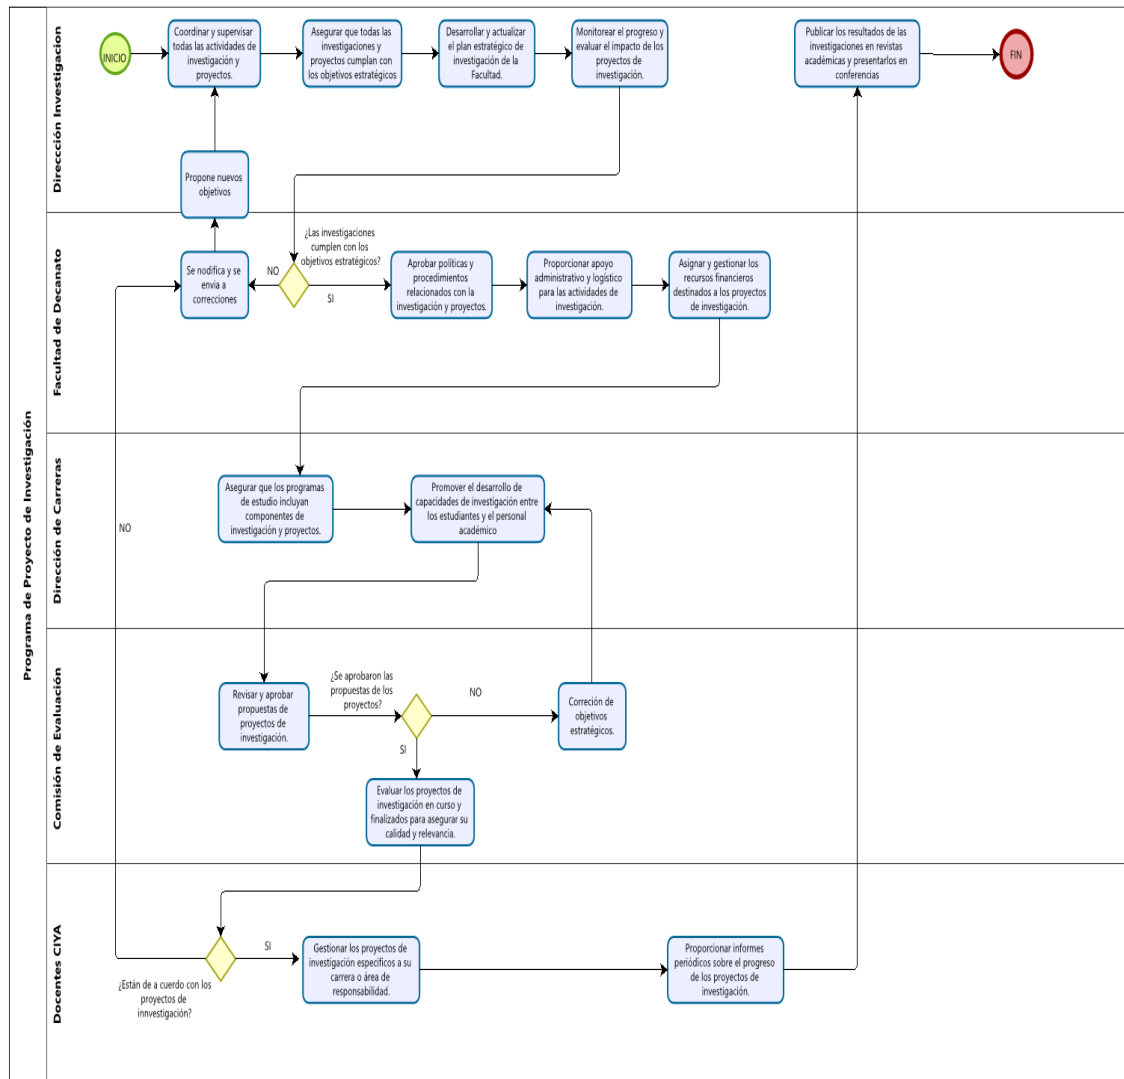 Programa de Proyecto de Investigación
Direccción Investigacion
INICIO
Coordinar y supervisar
todas las actividades de
investigación y
proyectos.
Asegurar que todas las
investigaciones y
proyectos cumplan con
los objetivos estratégicos
Desarrollar y actualizar
el plan estratégico de
investigación de la
Facultad.
Monitorear el progreso y
evaluar el impacto de los
proyectos de
investigación.
Publicar los resultados de las
investigaciones en revistas
académicas y presentarlos en
conferencias
FIN
Propone nuevos
objetivos
Facultad de Decanato
Se nodifica y se
envia a
correcciones
NO
¿Las investigaciones
cumplen con los
objetivos estratégicos?
SI
Aprobar políticas y
procedimientos
relacionados con la
investigación y proyectos.
Proporcionar apoyo
administrativo y logístico
para las actividades de
investigación.
Asignar y gestionar los
recursos financieros
destinados a los proyectos
de investigación.
Dirección de Carreras
NO
Asegurar que los programas
de estudio incluyan
componentes de
investigación y proyectos.
Promover el desarrollo de
capacidades de investigación entre
los estudiantes y el personal
académico
Comisión de Evaluación
Revisar y aprobar
propuestas de
proyectos de
investigación.
¿Se aprobaron las
propuestas de los
proyectos?
NO
SI
Correción de
objetivos
estratégicos.
Evaluar los proyectos de
investigación en curso y
finalizados para asegurar su
calidad y relevancia.
Docentes CIYA
¿Están de a cuerdo con los
proyectos de
innvestigación?
SI
Gestionar los proyectos de
investigación específicos a su
carrera o área de
responsabilidad.
Proporcionar informes
periódicos sobre el progreso
de los proyectos de
investigación.